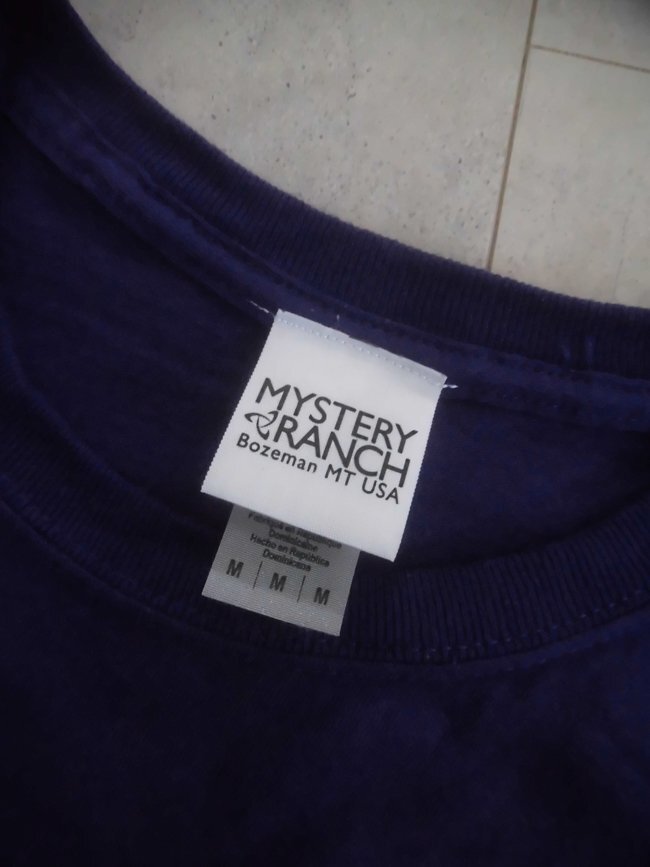 MYSTERY
RANCH
Bozeman MT USA
Fabriqué en République
Dominicaine
Hecho en República
Dominicana
M | M | M